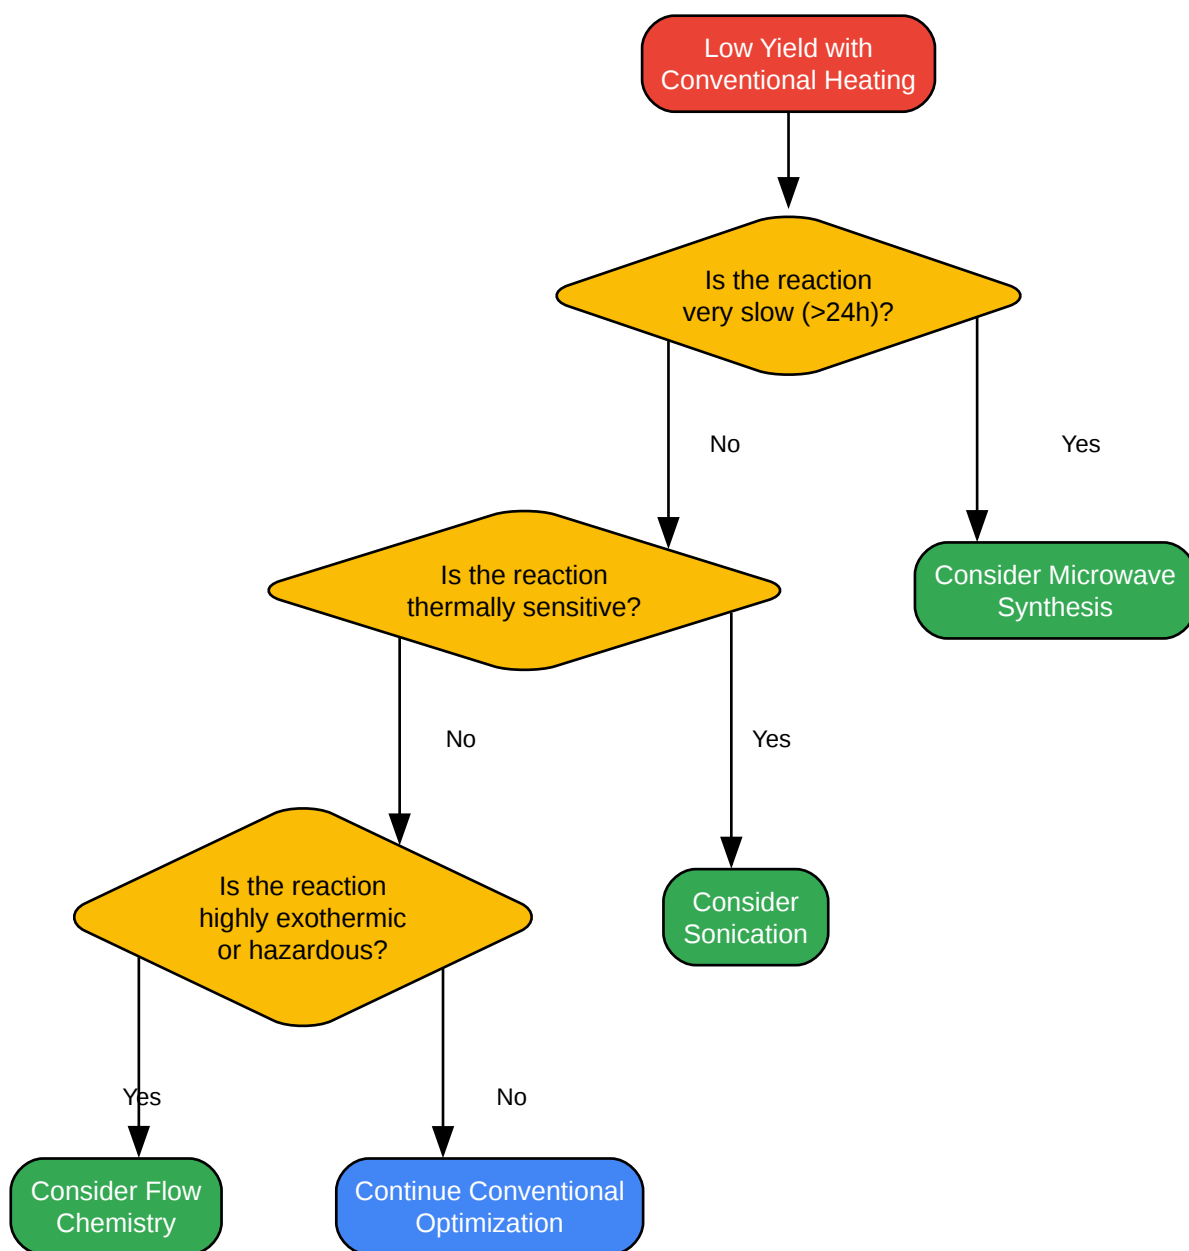 Low Yield with
Conventional Heating
Is the reaction
very slow (>24h)?
No
Yes
Is the reaction
thermally sensitive?
Consider Microwave
Synthesis
No
Yes
Is the reaction
highly exothermic
or hazardous?
Consider
Sonication
Yes
No
Consider Flow
Chemistry
Continue Conventional
Optimization